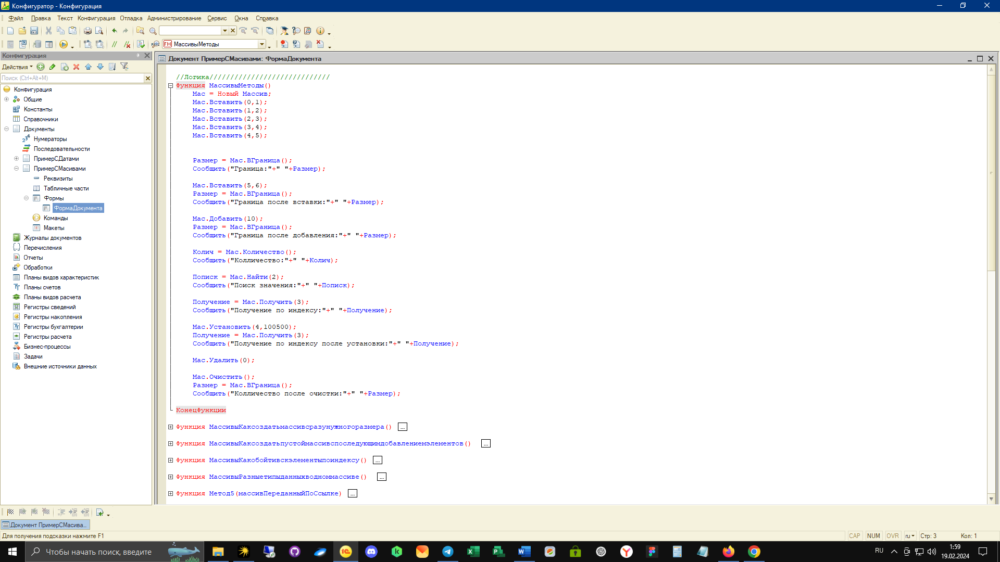 Конфигуратор - Конфигурация
Файл Правка Текст Конфигурация Отладка Администрирование Сервис Окна Справка
МассивыМетоды
Конфигурация
Действия
Поиск (Ctrl+Alt+M)
Конфигурация
Общие
Константы
Справочники
Документы
Нумераторы
Последовательности
ПримерСДатами
ПримерСМасивами
Реквизиты
Табличные части
Формы
ФормаДокумента
Команды
Макеты
Журналы документов
Перечисления
Отчеты
Обработки
Планы видов характеристик
Планы счетов
Планы видов расчета
Регистры сведений
Регистры накопления
Регистры бухгалтерии
Регистры расчета
Бизнес-процессы
Задачи
Внешние источники данных
Документ ПримерСМасивами: ФормаДокумента
//Логика/////////////////////////////
Функция МассивыМетоды()
Мас = Новый Массив;
Мас.Вставить(0,1);
Мас.Вставить(1,2);
Мас.Вставить(2,3);
Мас.Вставить(3,4);
Мас.Вставить(4,5);
Размер = Мас.ВГраница();
Сообщить("Граница:"+" "+Размер);
Мас.Вставить(5,6);
Размер = Мас.ВГраница();
Сообщить("Граница после вставки:"+" "+Размер);
Мас.Добавить(10);
Размер = Мас.ВГраница();
Сообщить("Граница после добавления:"+" "+Размер);
Колич = Мас.Количество();
Сообщить("Колличество:"+" "+Колич);
Пописк = Мас.Найти(2);
Сообщить("Поиск значения:"+" "+Пописк);
Получение = Мас.Получить(3);
Сообщить("Получение по индексу:"+" "+Получение);
Мас.Установить(4,100500);
Получение = Мас.Получить(3);
Сообщить("Получение по индексу после установки:"+" "+Получение);
Мас.Удалить(0);
Мас.Очистить();
Размер = Мас.ВГраница();
Сообщить("Колличество после очистки:"+" "+Размер);
КонецФункции
Функция МассивыКаксоздатьмассивсразунужногоразмера() ...
Функция МассивыКаксоздатьпустоймассивспоследующимдобавлениемэлементов() ...
Функция МассивыКакобойтивскэлементыпоиндексу() ...
Функция МассивыРазныетипыданныхводноммассиве() ...
Функция Метод5(массивПереданныйПоСсылке) ...
Документ ПримерСМасива...
Для получения подсказки нажмите F1
CAP NUM OVR ru Стр: 3 Кол: 1
Чтобы начать поиск, введите
RU
1:59
19.02.2024